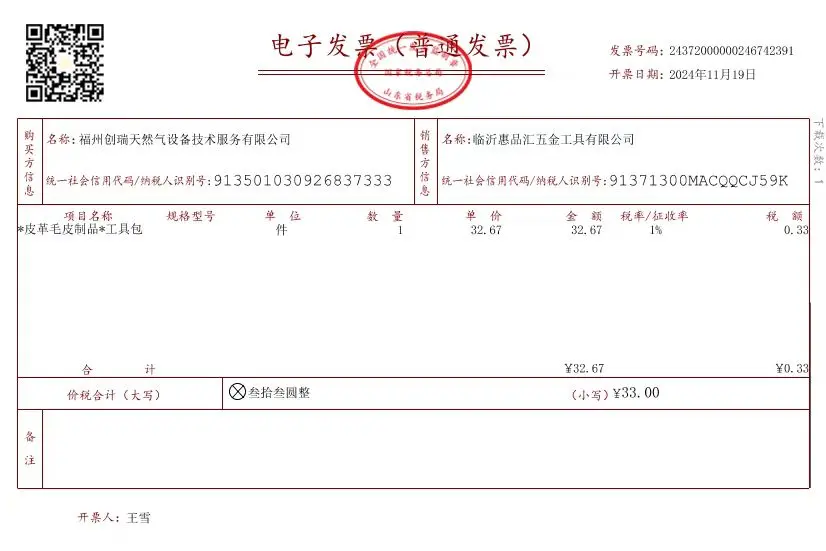 电子发票（普通发票）
全国统一发票监制章
国家税务总局
山东省税务局
发票号码：24372000000246742391
开票日期：2024年11月19日
购买方信息
名称：福州创瑞天然气设备技术服务有限公司
统一社会信用代码/纳税人识别号：913501030926837333
销售方信息
名称：临沂惠品汇五金工具有限公司
统一社会信用代码/纳税人识别号：91371300MACQQCJ59K
下载次数：1
项目名称 规格型号 单位 数量 单价 金额 税率/征收率 税额
*皮革毛皮制品*工具包 件 1 32.67 32.67 1% 0.33
合计 ¥32.67 ¥0.33
价税合计（大写） ⊗叁拾叁圆整 （小写）¥33.00
备注
开票人：王雪